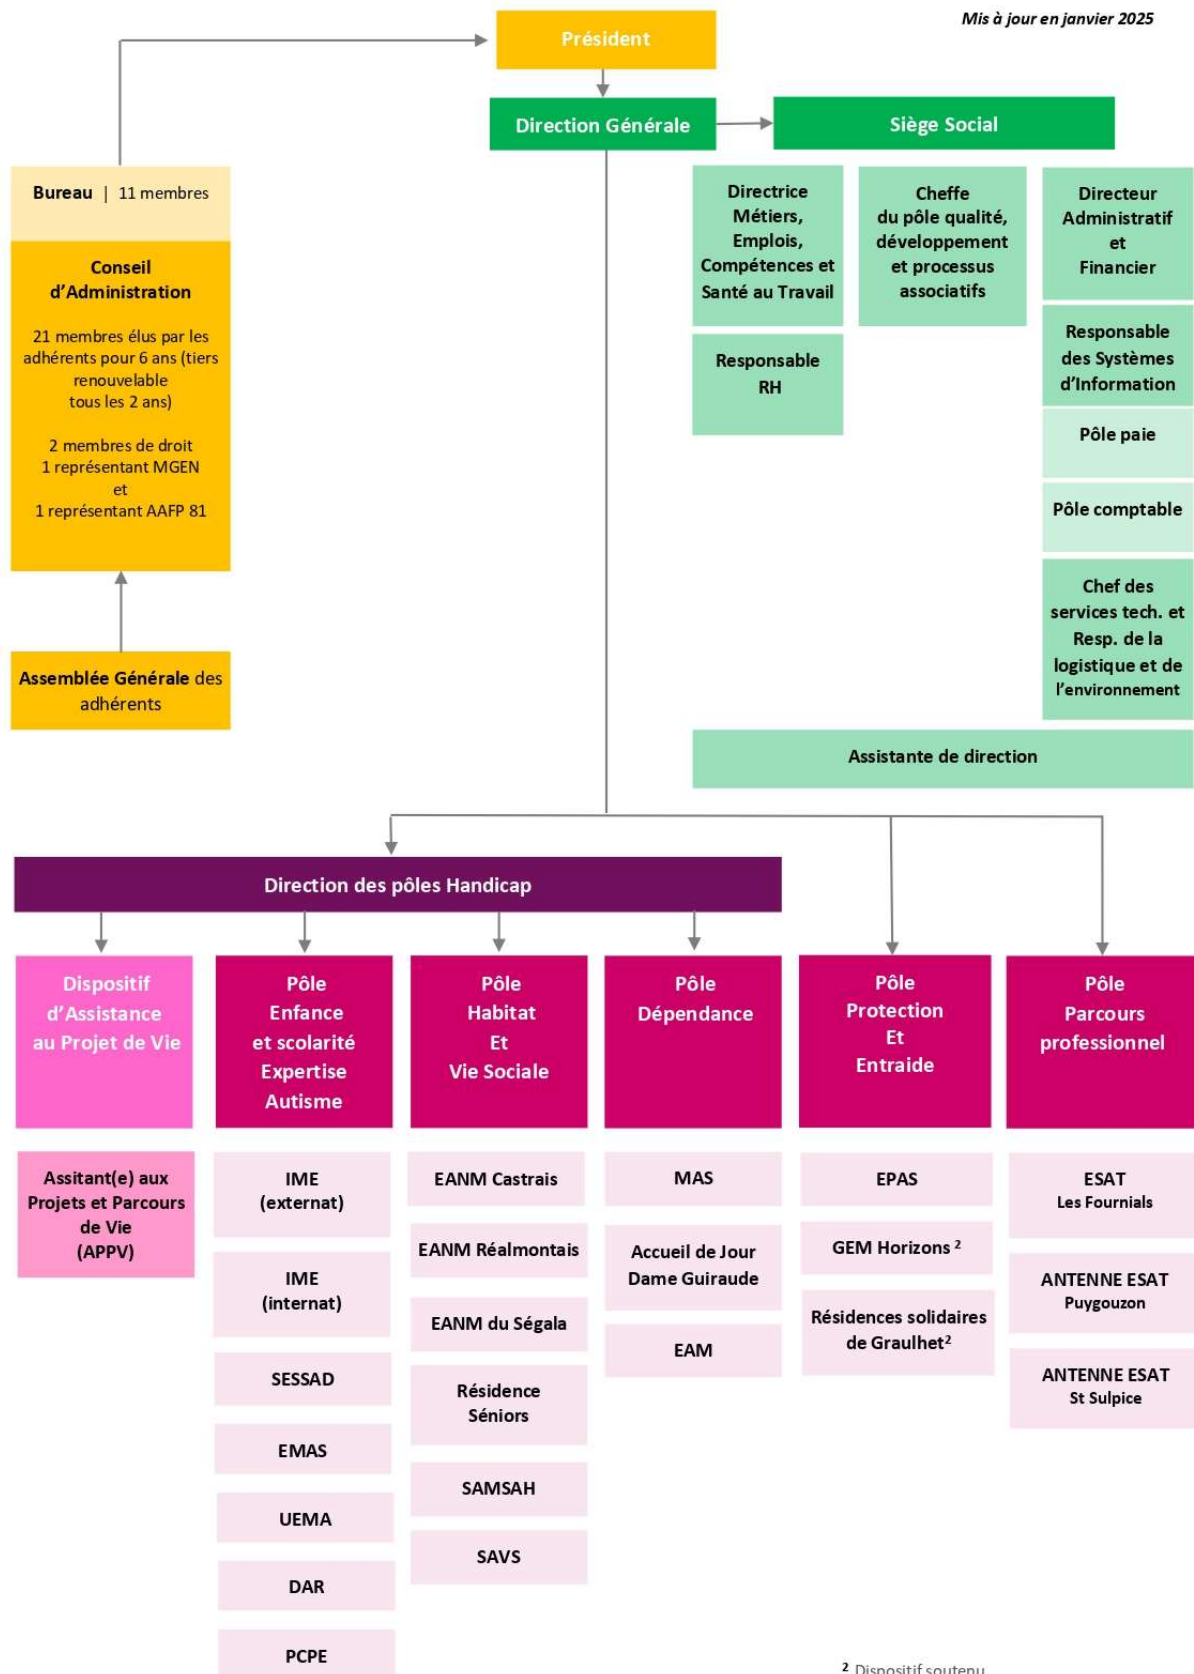 Mis à jour en janvier 2025
Président
Direction Générale
Siège Social
Bureau | 11 membres
Conseil
d'Administration
21 membres élus par les
adhérents pour 6 ans (tiers
renouvelable
tous les 2 ans)
2 membres de droit
1 représentant MGEN
et
1 représentant AAFP 81
Assemblée Générale des
adhérents
Directrice
Métiers,
Emplois,
Compétences et
Santé au Travail
Responsable
RH
Cheffe
du pôle qualité,
développement
et processus
associatifs
Directeur
Administratif
et
Financier
Responsable
des Systèmes
d'Information
Pôle paie
Pôle comptable
Chef des
services tech. et
Resp. de la
logistique et de
l'environnement
Assistante de direction
Direction des pôles Handicap
Dispositif
d'Assistance
au Projet de Vie
Assitant(e) aux
Projets et Parcours
de Vie
(APPV)
Pôle
Enfance
et scolarité
Expertise
Autisme
IME
(externat)
IME
(internat)
SESSAD
EMAS
UEMA
DAR
PCPE
Pôle
Habitat
Et
Vie Sociale
EANM Castrais
EANM Réalmontais
EANM du Ségala
Résidence
Séniors
SAMSAH
SAVS
Pôle
Dépendance
MAS
Accueil de Jour
Dame Guiraude
EAM
Pôle
Protection
Et
Entraide
EPAS
GEM Horizons ²
Résidences solidaires
de Graulhet²
Pôle
Parcours
professionnel
ESAT
Les Fournials
ANTENNE ESAT
Puygouzon
ANTENNE ESAT
St Sulpice
² Dispositif soutenu